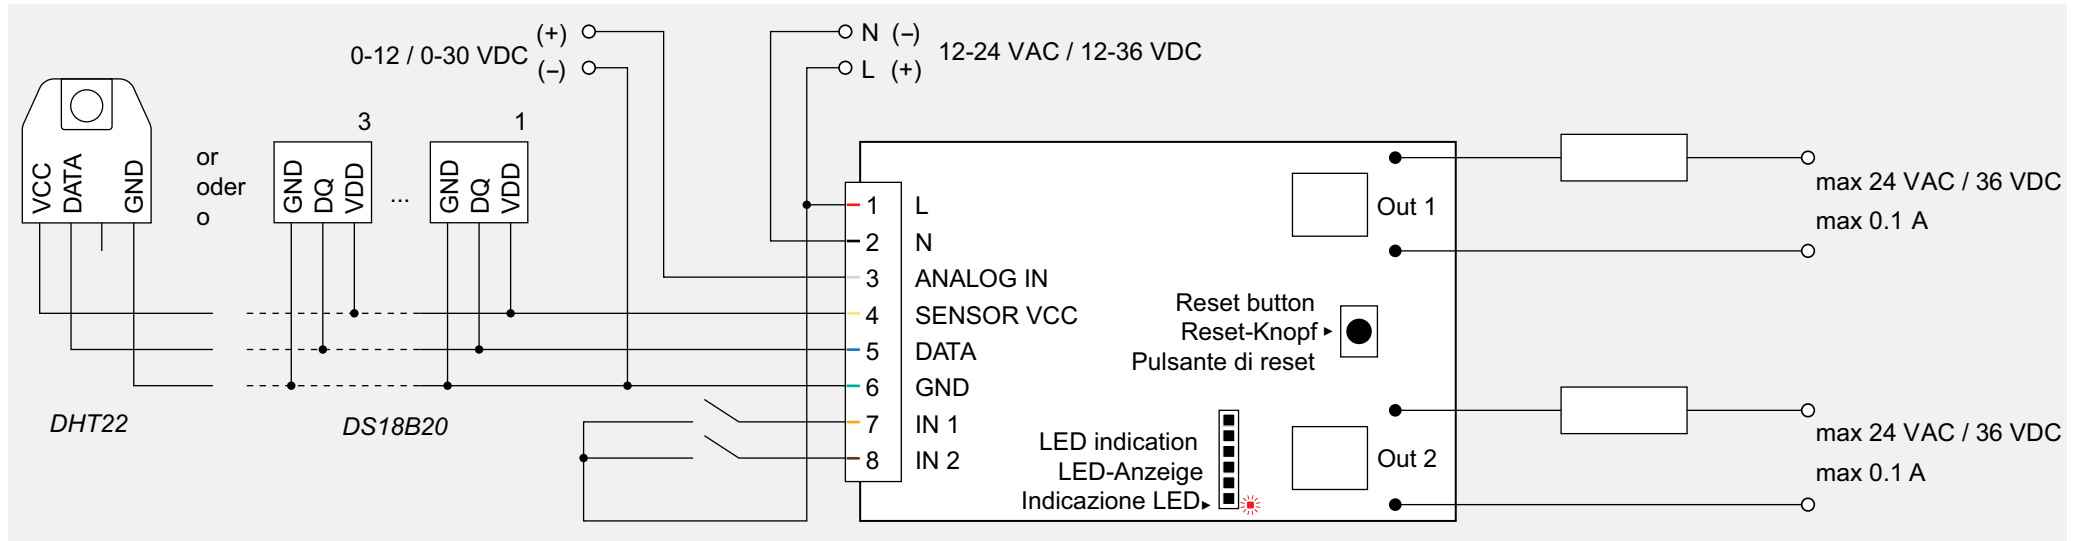 (+)
0-12 / 0-30 VDC
(–)
N (–)
L (+)
12-24 VAC / 12-36 VDC
VCC
DATA
GND
or
oder
o
3
GND
DQ
VDD
...
1
GND
DQ
VDD
DHT22
DS18B20
1 L
2 N
3 ANALOG IN
4 SENSOR VCC
5 DATA
6 GND
7 IN 1
8 IN 2
Out 1
max 24 VAC / 36 VDC
max 0.1 A
Reset button
Reset-Knopf
Pulsante di reset
LED indication
LED-Anzeige
Indicazione LED
Out 2
max 24 VAC / 36 VDC
max 0.1 A